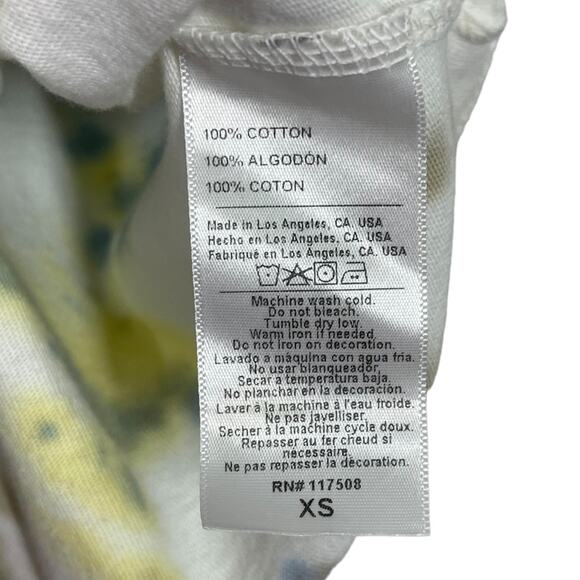 100% COTTON
100% ALGODÓN
100% COTON
Made in Los Angeles, CA. USA
Hecho en Los Angeles, CA. USA
Fabriqué en Los Angeles, CA. USA
Machine wash cold.
Do not bleach.
Tumble dry low.
Warm iron if needed.
Do not iron on decoration.
Lavado a máquina con agua fria.
No usar blanqueador.
Secar a temperatura baja.
No planchar en la decoración.
Laver à la machine à l'eau froide.
Ne pas javelliser.
Secher à la machine cycle doux.
Repasser au fer cheud si
nécessaire.
Ne pas repasser la décoration.
RN# 117508
XS